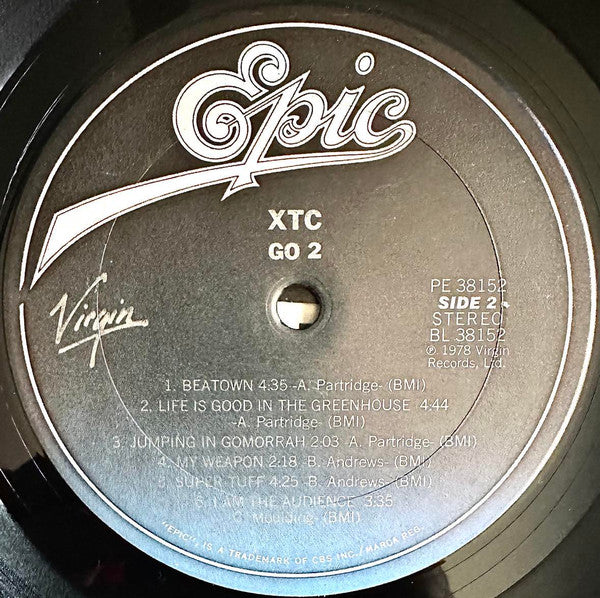 Epic
XTC
GO 2
Virgin
PE 38152
SIDE 2
STEREO
BL 38152
℗ 1978 Virgin
Records, Ltd.
1. BEATOWN 4:35 -A. Partridge- (BMI)
2. LIFE IS GOOD IN THE GREENHOUSE 4:44
-A. Partridge- (BMI)
3. JUMPING IN GOMORRAH 2:03 -A. Partridge- (BMI)
4. MY WEAPON 2:18 -B. Andrews- (BMI)
5. SUPER-TUFF 4:25 -B. Andrews- (BMI)
6. I AM THE AUDIENCE 3:35
-C. Moulding- (BMI)
"EPIC" IS A TRADEMARK OF CBS INC./MARCA REG.